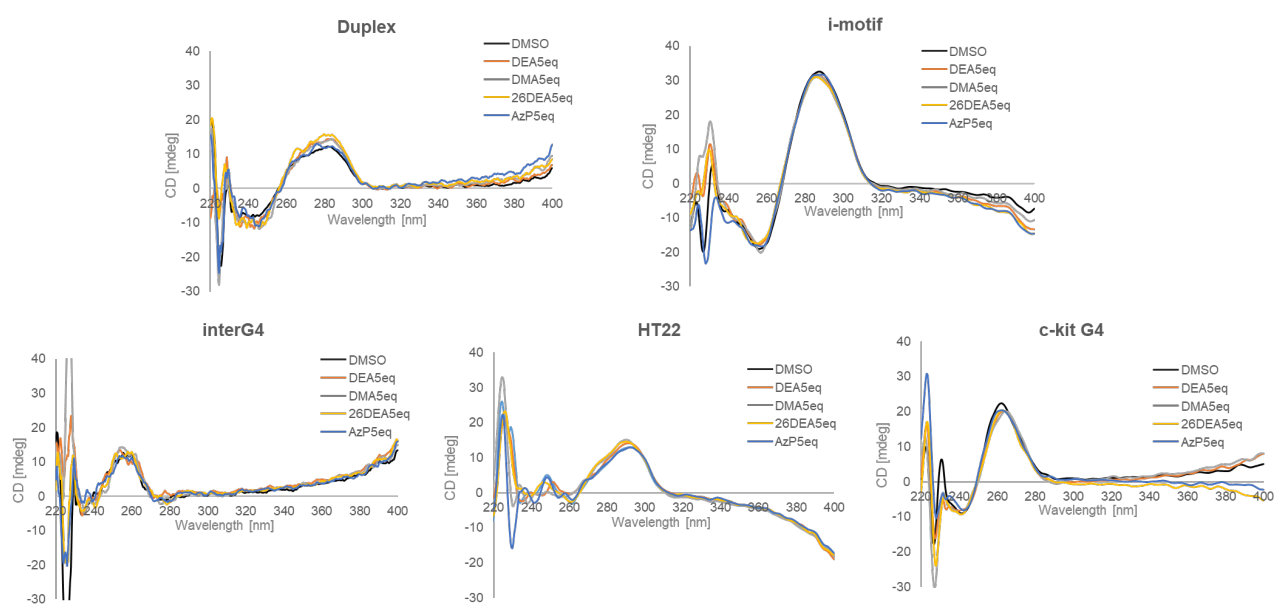 Duplex
40
30
20
10
0
-10
-20
-30
CD [mdeg]
220 240 260 280 300 320 340 360 380 400
Wavelength [nm]
DMSO
DEA5eq
DMA5eq
26DEA5eq
AzP5eq
i-motif
40
30
20
10
0
-10
-20
-30
CD [mdeg]
220 240 260 280 300 320 340 360 380 400
Wavelength [nm]
DMSO
DEA5eq
DMA5eq
26DEA5eq
AzP5eq
interG4
40
30
20
10
0
-10
-20
-30
CD [mdeg]
220 240 260 280 300 320 340 360 380 400
Wavelength [nm]
DMSO
DEA5eq
DMA5eq
26DEA5eq
AzP5eq
HT22
40
30
20
10
0
-10
-20
-30
CD [mdeg]
220 240 260 280 300 320 340 360 380 400
Wavelength [nm]
DMSO
DEA5eq
DMA5eq
26DEA5eq
AzP5eq
c-kit G4
40
30
20
10
0
-10
-20
-30
CD [mdeg]
220 240 260 280 300 320 340 360 380 400
Wavelength [nm]
DMSO
DEA5eq
DMA5eq
26DEA5eq
AzP5eq